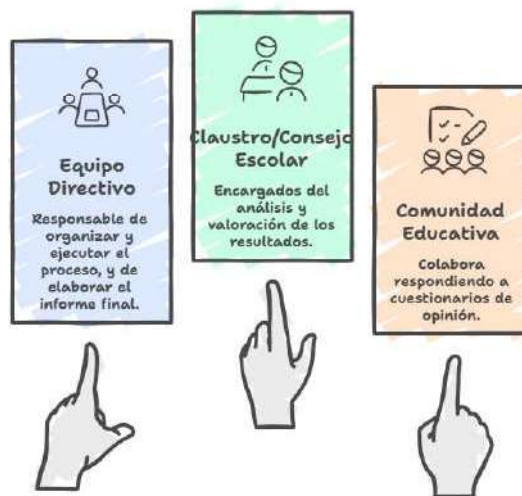 Equipo
Directivo
Responsable de
organizar y
ejecutar el
proceso, y de
elaborar el
informe final.
Claustro/Consejo
Escolar
Encargados del
análisis y
valoración de los
resultados.
Comunidad
Educativa
Colabora
respondiendo a
cuestionarios de
opinión.